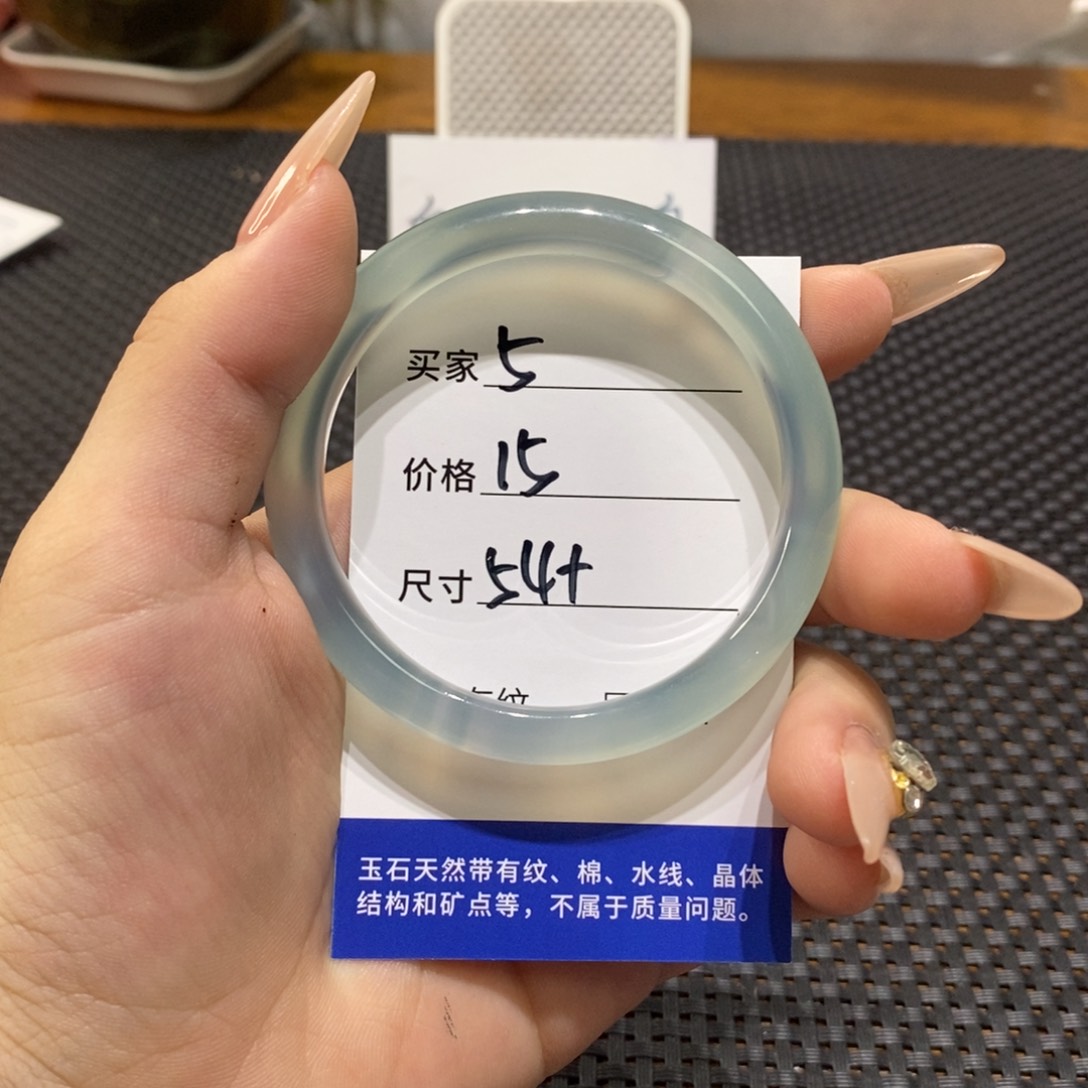 买家 5
价格 15
尺寸 54+
玉石天然带有纹、棉、水线、晶体
结构和矿点等，不属于质量问题。